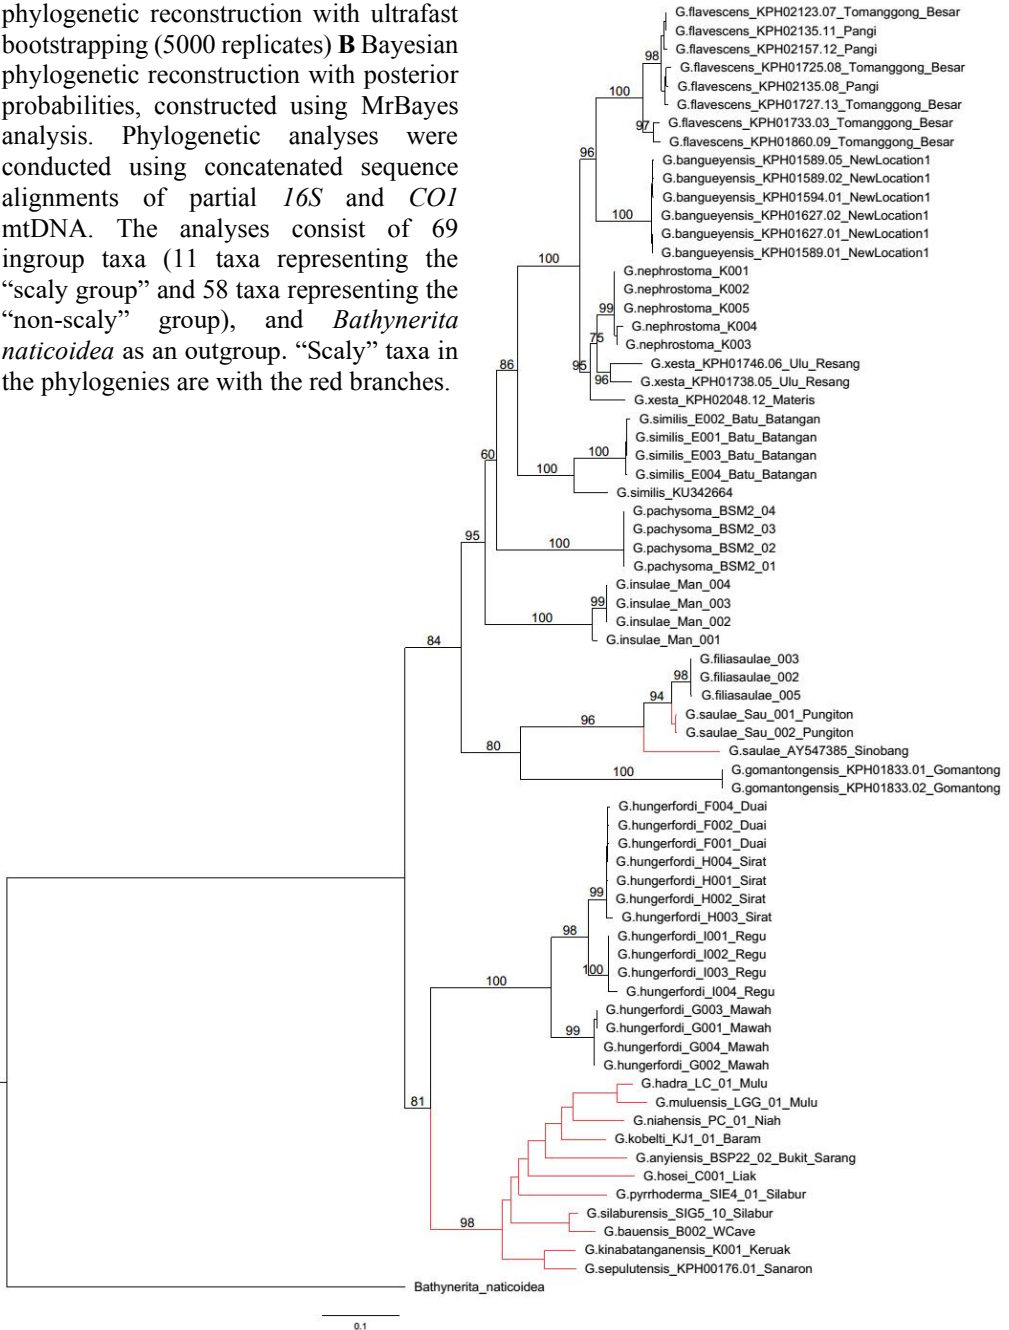 phylogenetic reconstruction with ultrafast
bootstrapping (5000 replicates) B Bayesian
phylogenetic reconstruction with posterior
probabilities, constructed using MrBayes
analysis. Phylogenetic analyses were
conducted using concatenated sequence
alignments of partial 16S and CO1
mtDNA. The analyses consist of 69
ingroup taxa (11 taxa representing the
“scaly group” and 58 taxa representing the
“non-scaly” group), and Bathynerita
naticoidea as an outgroup. “Scaly” taxa in
the phylogenies are with the red branches.
G.flavescens_KPH02123.07_Tomanggong_Besar
G.flavescens_KPH02135.11_Pangi
G.flavescens_KPH02157.12_Pangi
98
G.flavescens_KPH01725.08_Tomanggong_Besar
G.flavescens_KPH02135.08_Pangi
100
G.flavescens_KPH01727.13_Tomanggong_Besar
97
G.flavescens_KPH01733.03_Tomanggong_Besar
G.flavescens_KPH01860.09_Tomanggong_Besar
96
G.bangueyensis_KPH01589.05_NewLocation1
G.bangueyensis_KPH01589.02_NewLocation1
G.bangueyensis_KPH01594.01_NewLocation1
100
G.bangueyensis_KPH01627.02_NewLocation1
G.bangueyensis_KPH01627.01_NewLocation1
G.bangueyensis_KPH01589.01_NewLocation1
100
G.nephrostoma_K001
G.nephrostoma_K002
99
G.nephrostoma_K005
G.nephrostoma_K004
75
G.nephrostoma_K003
86
95
G.xesta_KPH01746.06_Ulu_Resang
96
G.xesta_KPH01738.05_Ulu_Resang
G.xesta_KPH02048.12_Materis
G.similis_E002_Batu_Batangan
G.similis_E001_Batu_Batangan
100
60
G.similis_E003_Batu_Batangan
100
G.similis_E004_Batu_Batangan
G.similis_KU342664
G.pachysoma_BSM2_04
G.pachysoma_BSM2_03
95
100
G.pachysoma_BSM2_02
G.pachysoma_BSM2_01
G.insulae_Man_004
99
G.insulae_Man_003
100
G.insulae_Man_002
84
G.insulae_Man_001
G.filiasaulae_003
98
G.filiasaulae_002
94
G.filiasaulae_005
96
G.saulae_Sau_001_Pungiton
G.saulae_Sau_002_Pungiton
80
G.saulae_AY547385_Sinobang
100
G.gomantongensis_KPH01833.01_Gomantong
G.gomantongensis_KPH01833.02_Gomantong
G.hungerfordi_F004_Duai
G.hungerfordi_F002_Duai
G.hungerfordi_F001_Duai
G.hungerfordi_H004_Sirat
G.hungerfordi_H001_Sirat
99
G.hungerfordi_H002_Sirat
G.hungerfordi_H003_Sirat
98
G.hungerfordi_I001_Regu
G.hungerfordi_I002_Regu
100
G.hungerfordi_I003_Regu
100
G.hungerfordi_I004_Regu
G.hungerfordi_G003_Mawah
99
G.hungerfordi_G001_Mawah
G.hungerfordi_G004_Mawah
G.hungerfordi_G002_Mawah
G.hadra_LC_01_Mulu
81
G.muluensis_LGG_01_Mulu
G.niahensis_PC_01_Niah
G.kobelti_KJ1_01_Baram
G.anyiensis_BSP22_02_Bukit_Sarang
G.hosei_C001_Liak
G.pyrrhoderma_SIE4_01_Silabur
98
G.silaburensis_SIG5_10_Silabur
G.bauensis_B002_WCave
G.kinabatanganensis_K001_Keruak
G.sepulutensis_KPH00176.01_Sanaron
Bathynerita_naticoidea
0.1